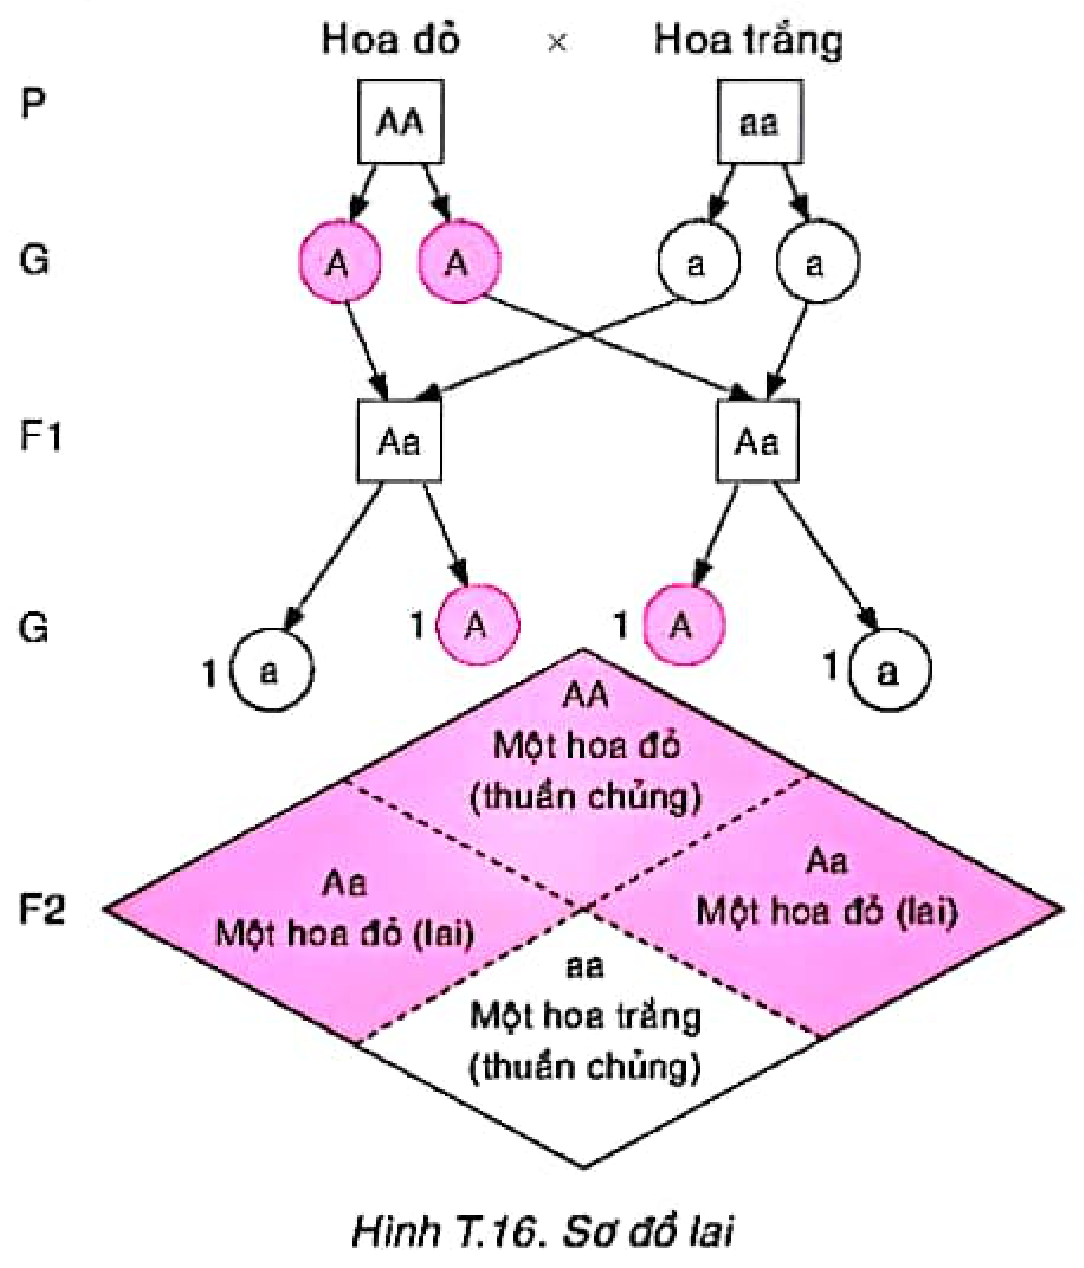 Hoa đỏ × Hoa trắng
P AA aa
G A A a a
F1 Aa Aa
G 1 a 1 A 1 A 1 a
AA
Một hoa đỏ
(thuần chủng)
Aa
Một hoa đỏ (lai)
Aa
Một hoa đỏ (lai)
F2
aa
Một hoa trắng
(thuần chủng)
Hình T.16. Sơ đồ lai